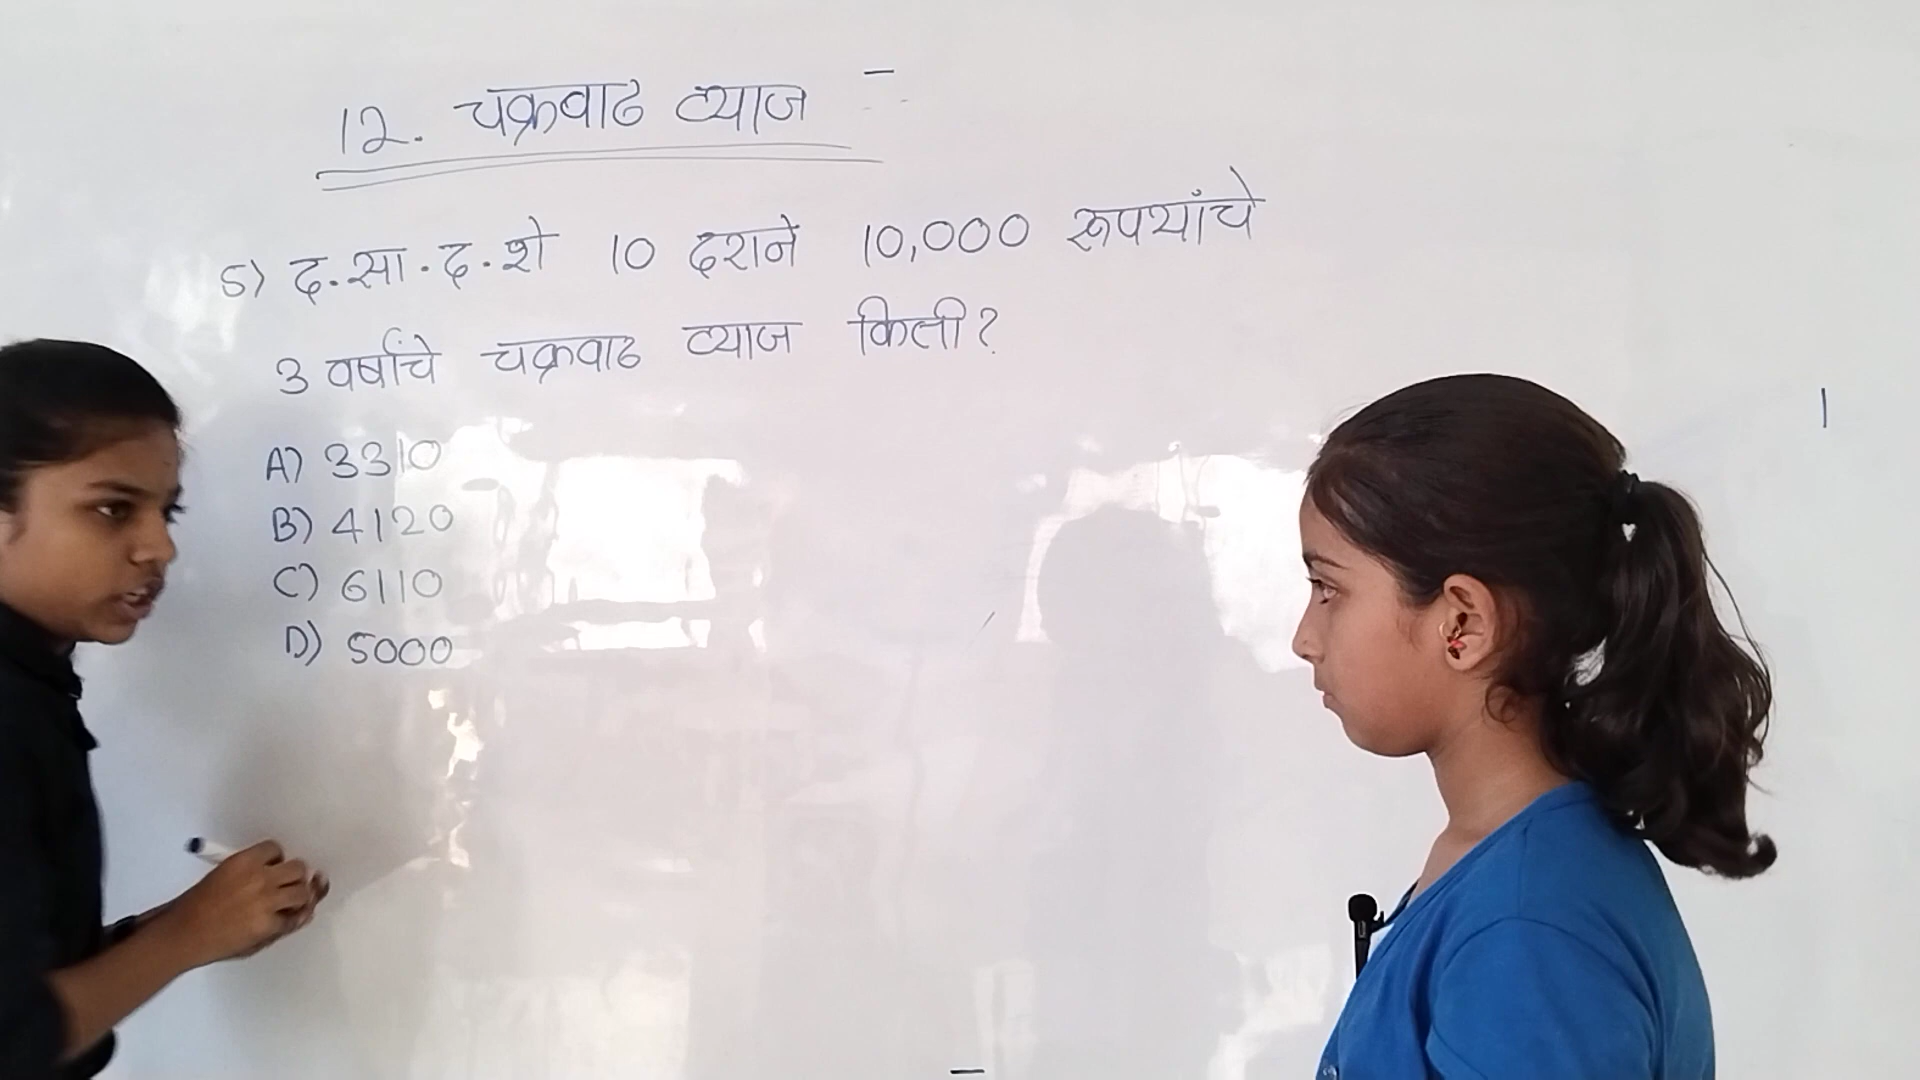 12. चक्रवाढ व्याज
5) द.सा.द.शे 10 दराने 10,000 रूपयांचे
3 वर्षांचे चक्रवाढ व्याज किती?
A) 3310
B) 4120
C) 6110
D) 5000